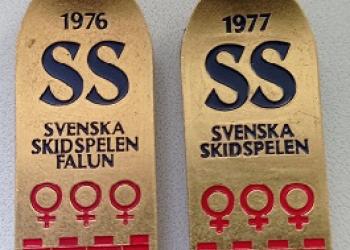 1976
SS
SVENSKA
SKIDSPELEN
FALUN
1977
SS
SVENSKA
SKIDSPELEN